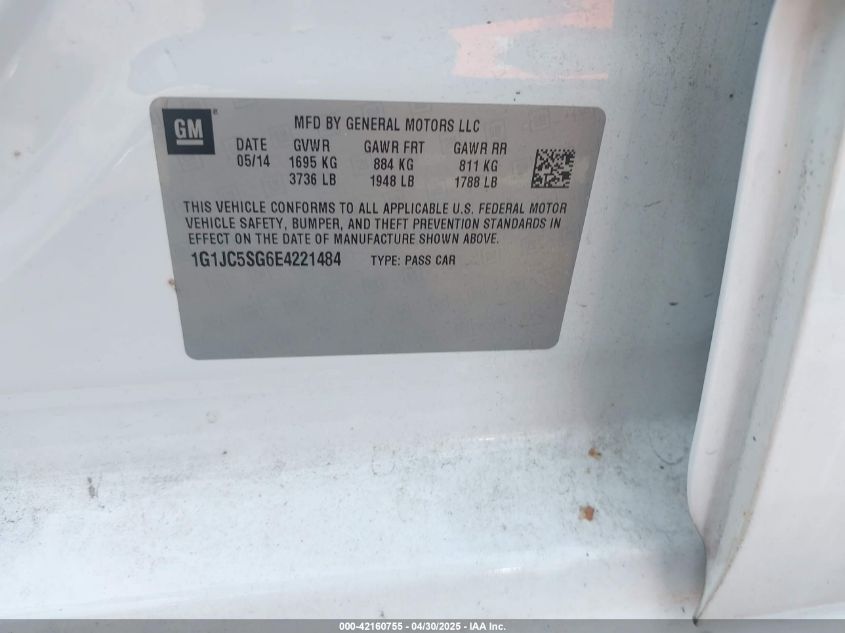 GM
MFD BY GENERAL MOTORS LLC
DATE GVWR GAWR FRT GAWR RR
05/14 1695 KG 884 KG 811 KG
3736 LB 1948 LB 1788 LB
THIS VEHICLE CONFORMS TO ALL APPLICABLE U.S. FEDERAL MOTOR
VEHICLE SAFETY, BUMPER, AND THEFT PREVENTION STANDARDS IN
EFFECT ON THE DATE OF MANUFACTURE SHOWN ABOVE.
1G1JC5SG6E4221484 TYPE: PASS CAR
000-42160755 - 04/30/2025 - IAA Inc.